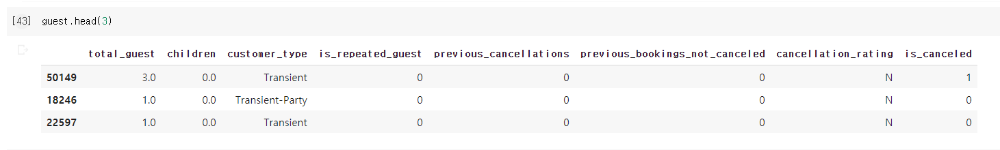 [43] guest.head(3)
total_guest children customer_type is_repeated_guest previous_cancellations previous_bookings_not_canceled cancellation_rating is_canceled
50149 3.0 0.0 Transient 0 0 0 N 1
18246 1.0 0.0 Transient-Party 0 0 0 N 0
22597 1.0 0.0 Transient 0 0 0 N 0